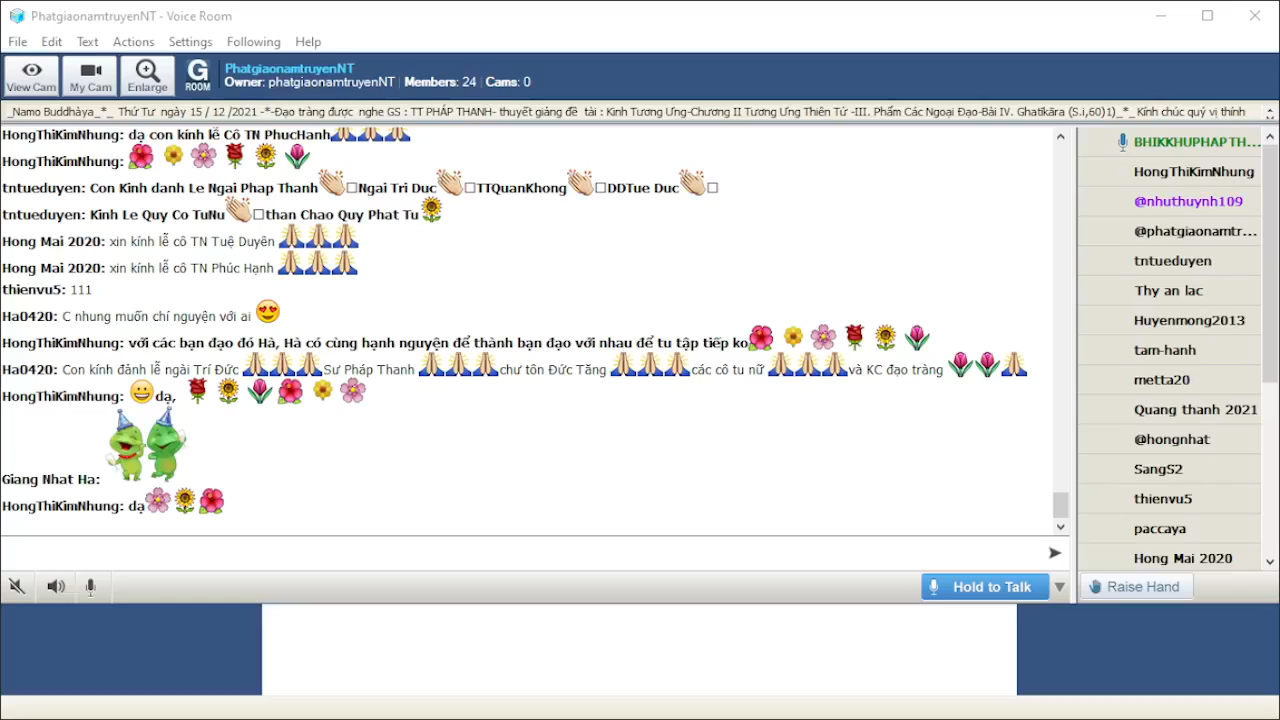 PhatgiaonamtruyenNT - Voice Room
File Edit Text Actions Settings Following Help
View Cam My Cam Enlarge G ROOM
PhatgiaonamtruyenNT
Owner: phatgiaonamtruyenNT | Members: 24 | Cams: 0
_Namo Buddhàya_*_ Thứ Tư ngày 15 / 12 /2021 -*-Đạo tràng được nghe GS : TT PHÁP THANH- thuyết giảng đề tài : Kinh Tương Ưng-Chương II Tương Ưng Thiên Tử -III. Phẩm Các Ngoại Đạo-Bài IV. Ghatìkàra (S.i,60)1)_*_Kính chúc quý vị thính
HongThiKimNhung: dạ con kính lễ Cô TN PhucHanh
HongThiKimNhung:
tntueduyen: Con Kinh danh Le Ngai Phap Thanh Ngai Tri Duc TTQuanKhong DDTue Duc
tntueduyen: Kinh Le Quy Co TuNu than Chao Quy Phat Tu
Hong Mai 2020: xin kính lễ cô TN Tuệ Duyên
Hong Mai 2020: xin kính lễ cô TN Phúc Hạnh
thienvu5: 111
Ha0420: C nhung muốn chí nguyện với ai
HongThiKimNhung: với các bạn đạo đó Hà, Hà có cùng hạnh nguyện để thành bạn đạo với nhau để tu tập tiếp ko
Ha0420: Con kính đảnh lễ ngài Trí Đức Sư Pháp Thanh chư tôn Đức Tăng các cô tu nữ và KC đạo tràng
HongThiKimNhung: dạ,
Giang Nhat Ha:
HongThiKimNhung: dạ
BHIKKHUPHAPTH...
HongThiKimNhung
@nhuthuynh109
@phatgiaonamtr...
tntueduyen
Thy an lac
Huyenmong2013
tam-hanh
metta20
Quang thanh 2021
@hongnhat
SangS2
thienvu5
paccaya
Hong Mai 2020
Hold to Talk
Raise Hand